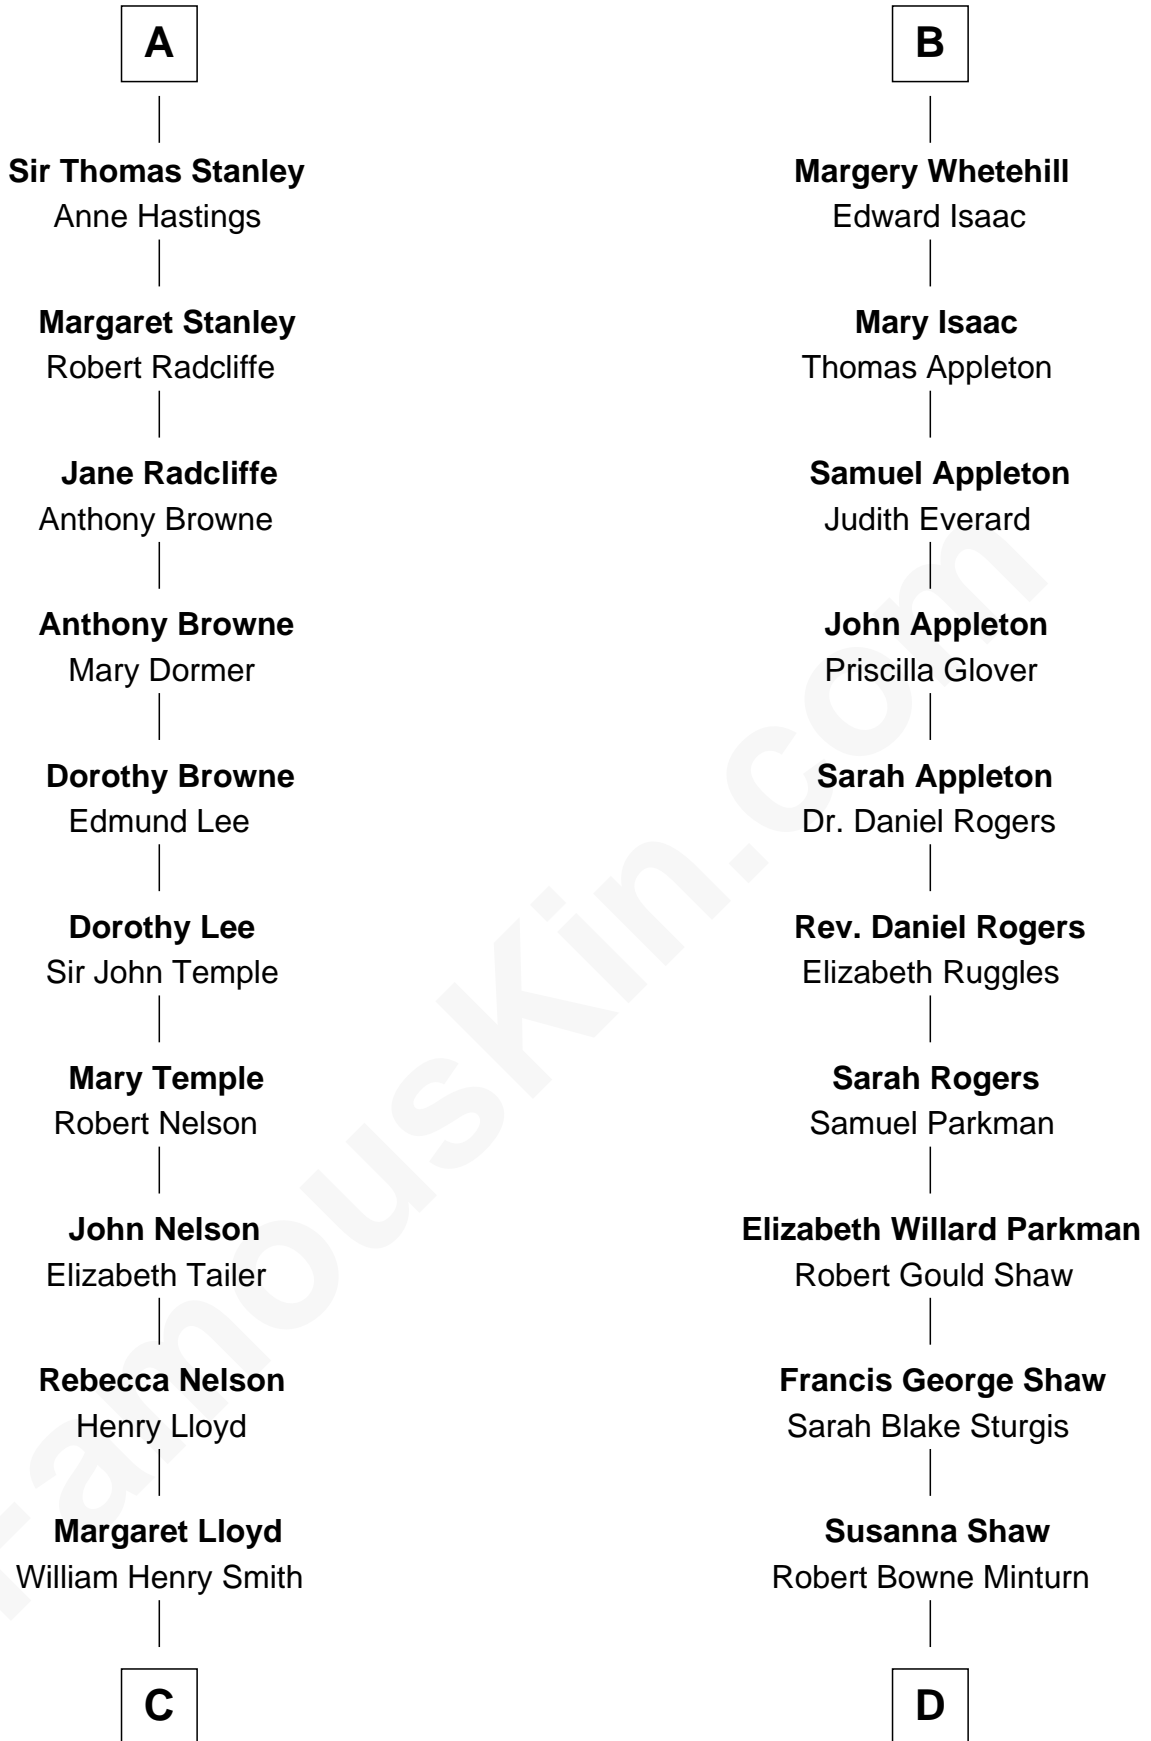 A
Sir Thomas Stanley
Anne Hastings
Margaret Stanley
Robert Radcliffe
Jane Radcliffe
Anthony Browne
Anthony Browne
Mary Dormer
Dorothy Browne
Edmund Lee
Dorothy Lee
Sir John Temple
Mary Temple
Robert Nelson
John Nelson
Elizabeth Tailer
Rebecca Nelson
Henry Lloyd
Margaret Lloyd
William Henry Smith
C
B
Margery Whetehill
Edward Isaac
Mary Isaac
Thomas Appleton
Samuel Appleton
Judith Everard
John Appleton
Priscilla Glover
Sarah Appleton
Dr. Daniel Rogers
Rev. Daniel Rogers
Elizabeth Ruggles
Sarah Rogers
Samuel Parkman
Elizabeth Willard Parkman
Robert Gould Shaw
Francis George Shaw
Sarah Blake Sturgis
Susanna Shaw
Robert Bowne Minturn
D
FamousKin.com